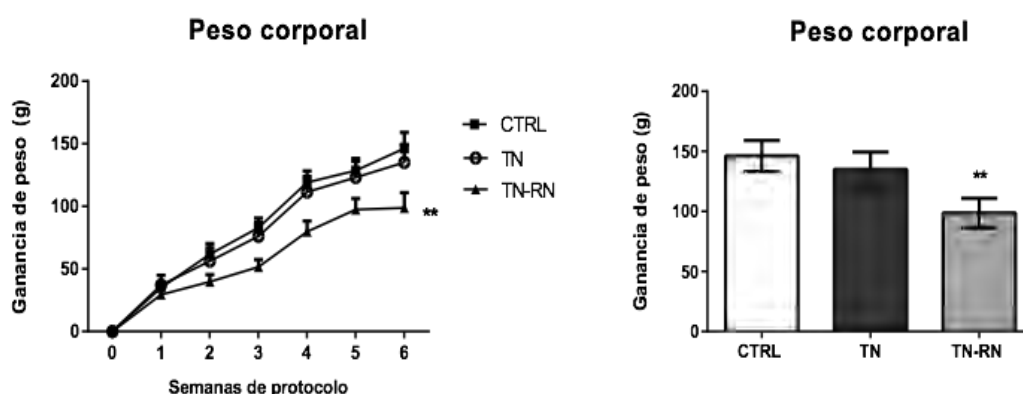 Peso corporal
Ganancia de peso (g)
200
150
100
50
0
0 1 2 3 4 5 6
Semanas de protocolo
CTRL
TN
TN-RN
**
Peso corporal
Ganancia de peso (g)
200
150
100
50
0
**
CTRL TN TN-RN